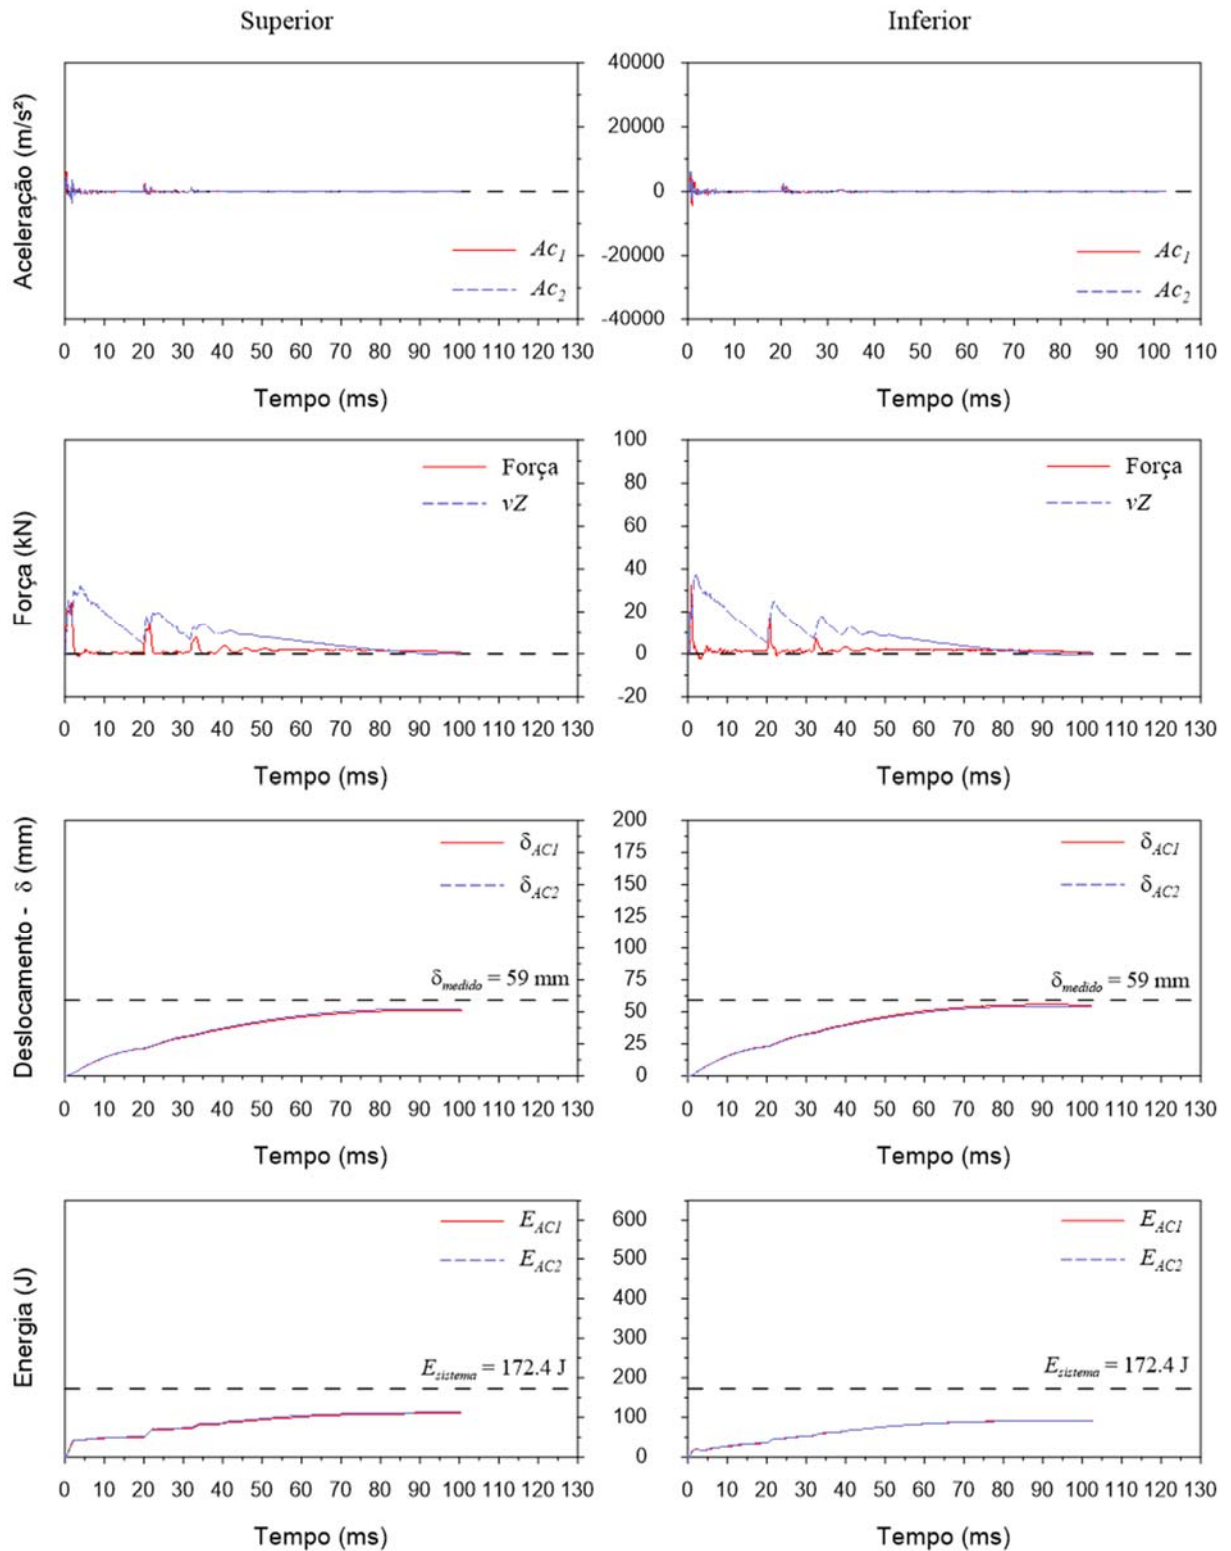 Superior
Inferior
Aceleração (m/s²)
40000
20000
0
-20000
-40000
Ac1
Ac2
Ac1
Ac2
0 10 20 30 40 50 60 70 80 90 100 110 120 130
0 10 20 30 40 50 60 70 80 90 100 110
Tempo (ms)
Tempo (ms)
Força (kN)
100
80
60
40
20
0
-20
Força
vZ
Força
vZ
0 10 20 30 40 50 60 70 80 90 100 110 120 130
0 10 20 30 40 50 60 70 80 90 100 110 120 130
Tempo (ms)
Tempo (ms)
Deslocamento - δ (mm)
200
175
150
125
100
75
50
25
0
δAC1
δAC2
δmedido = 59 mm
δAC1
δAC2
δmedido = 59 mm
0 10 20 30 40 50 60 70 80 90 100 110 120 130
0 10 20 30 40 50 60 70 80 90 100 110 120 130
Tempo (ms)
Tempo (ms)
Energia (J)
600
500
400
300
200
100
0
EAC1
EAC2
Esistema = 172.4 J
EAC1
EAC2
Esistema = 172.4 J
0 10 20 30 40 50 60 70 80 90 100 110 120 130
0 10 20 30 40 50 60 70 80 90 100 110 120 130
Tempo (ms)
Tempo (ms)